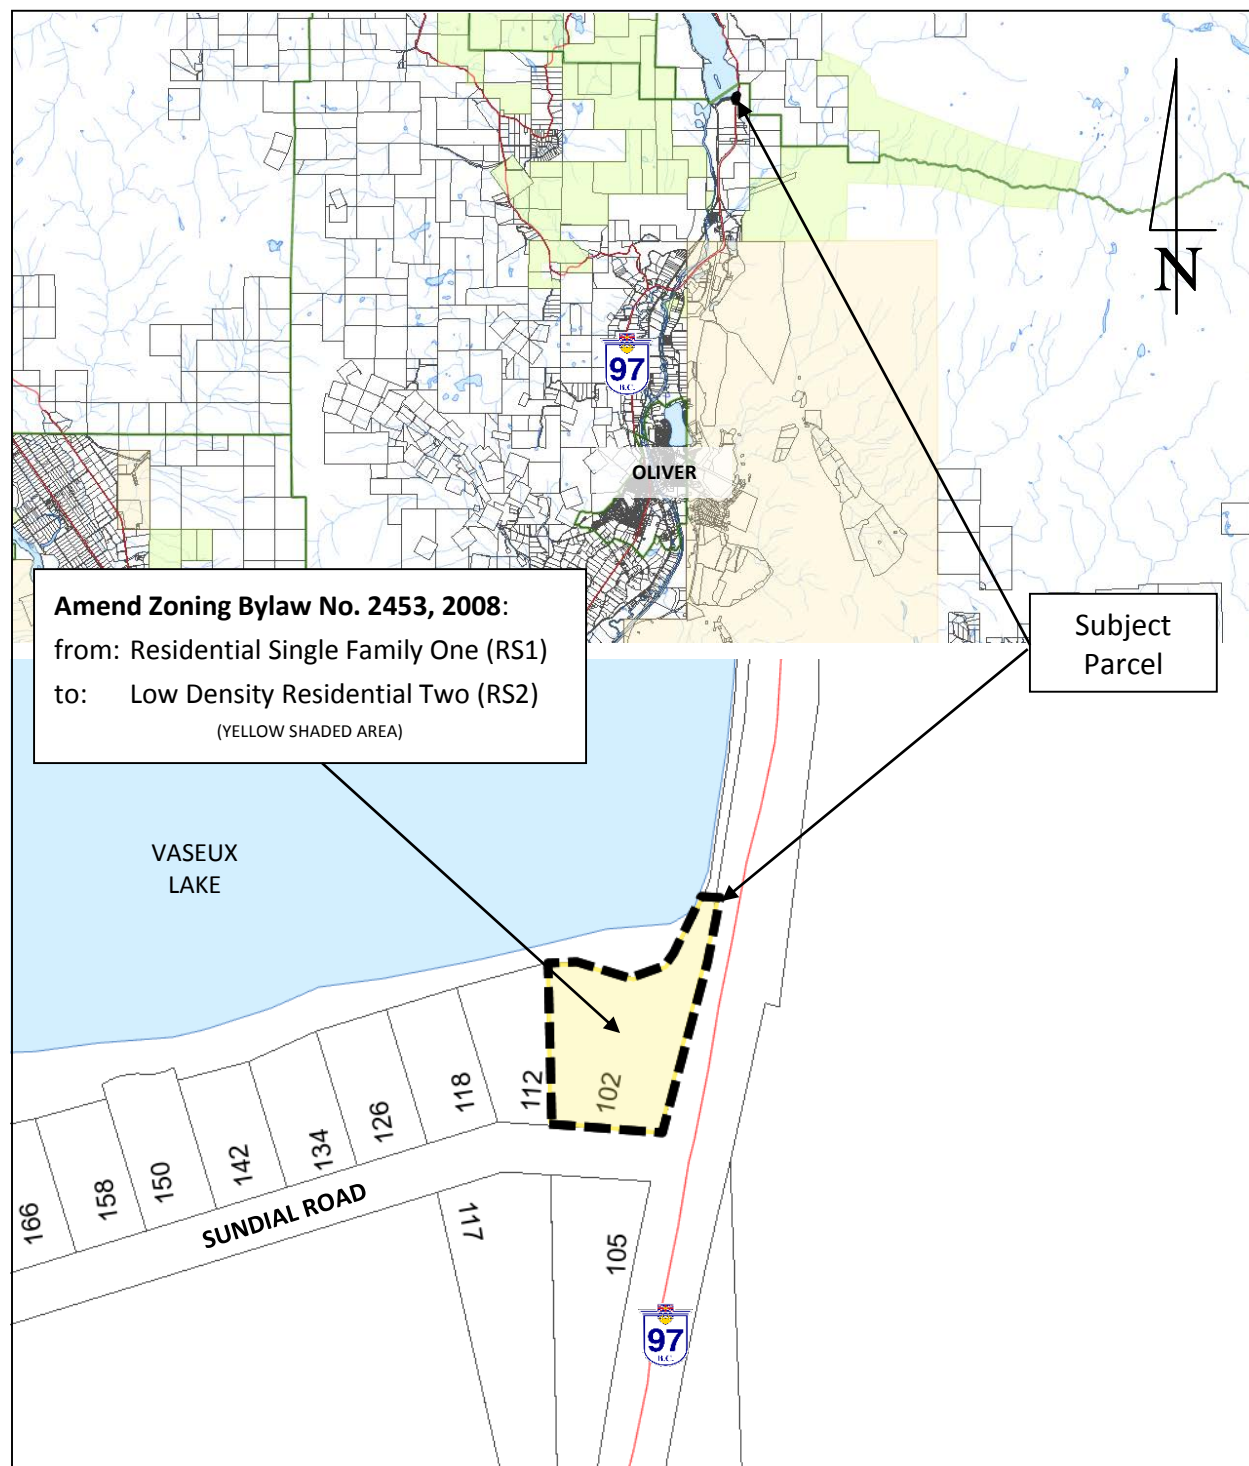 N
97
B.C.
OLIVER
Amend Zoning Bylaw No. 2453, 2008:
from: Residential Single Family One (RS1)
to: Low Density Residential Two (RS2)
(YELLOW SHADED AREA)
Subject
Parcel
VASEUX
LAKE
112
102
118
126
134
142
150
158
166
SUNDIAL ROAD
117
105
97
B.C.